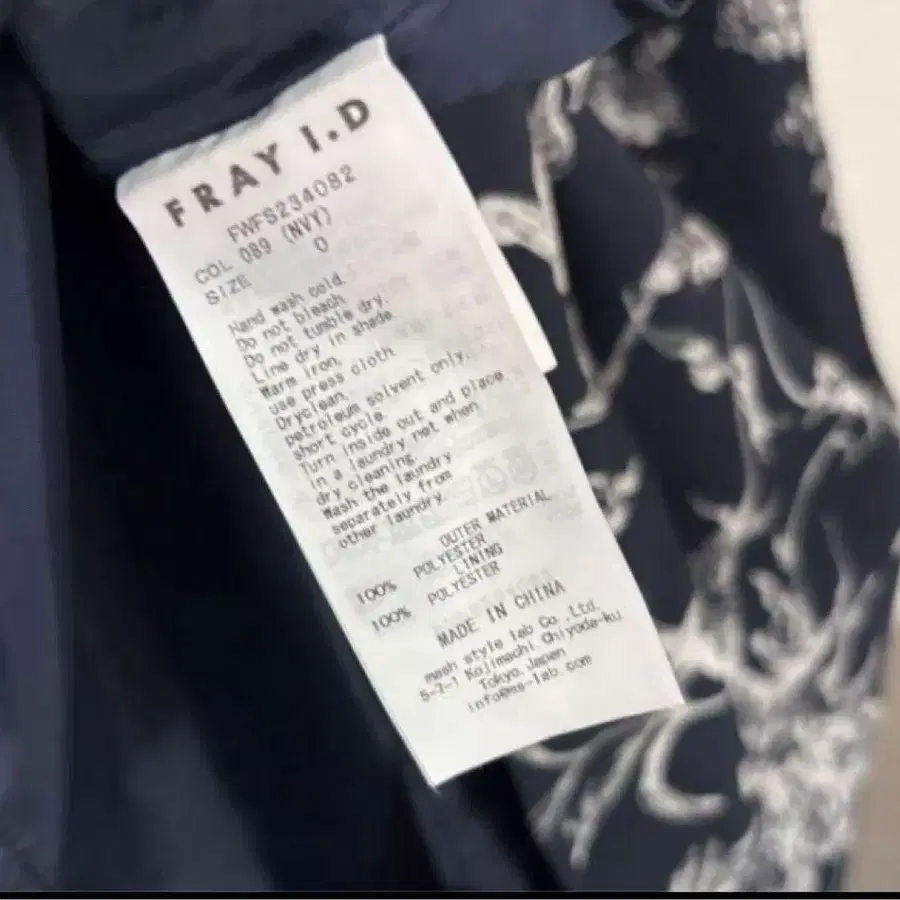 FRAY I.D
FWFS234082
COL 089 (NVY)
SIZE 0
Hand wash cold.
Do not bleach.
Do not tumble dry.
Line dry in shade.
Warm iron.
use press cloth
Dryclean.
petroleum solvent only.
short cycle.
Turn inside out and place
in a laundry net when
dry cleaning.
Wash the laundry
separately from
other laundry.
OUTER MATERIAL
100% POLYESTER
LINING
100% POLYESTER
MADE IN CHINA
mash style lab Co.,Ltd.
5-7-1 Kojimachi,Chiyoda-ku
Tokyo,Japan
info@ms-lab.com